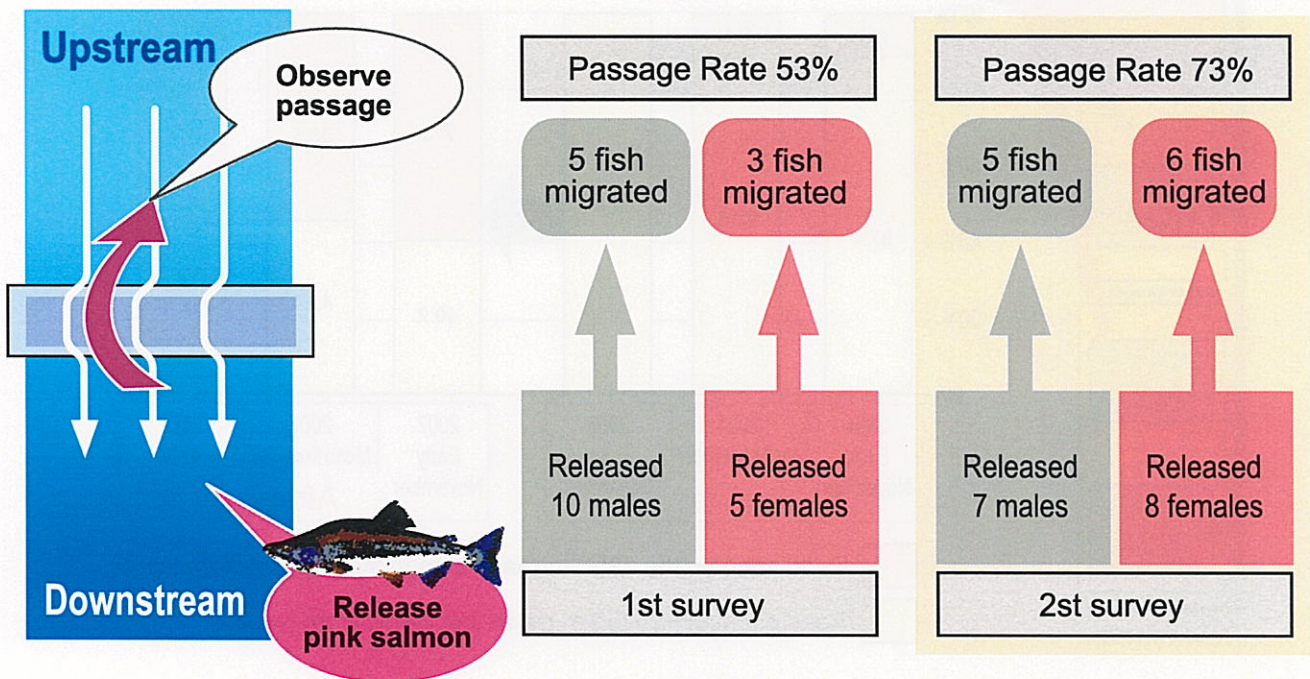 Upstream
Observe
passage
Downstream
Release
pink salmon
Passage Rate 53%
5 fish
migrated
3 fish
migrated
Released
10 males
Released
5 females
1st survey
Passage Rate 73%
5 fish
migrated
6 fish
migrated
Released
7 males
Released
8 females
2st survey